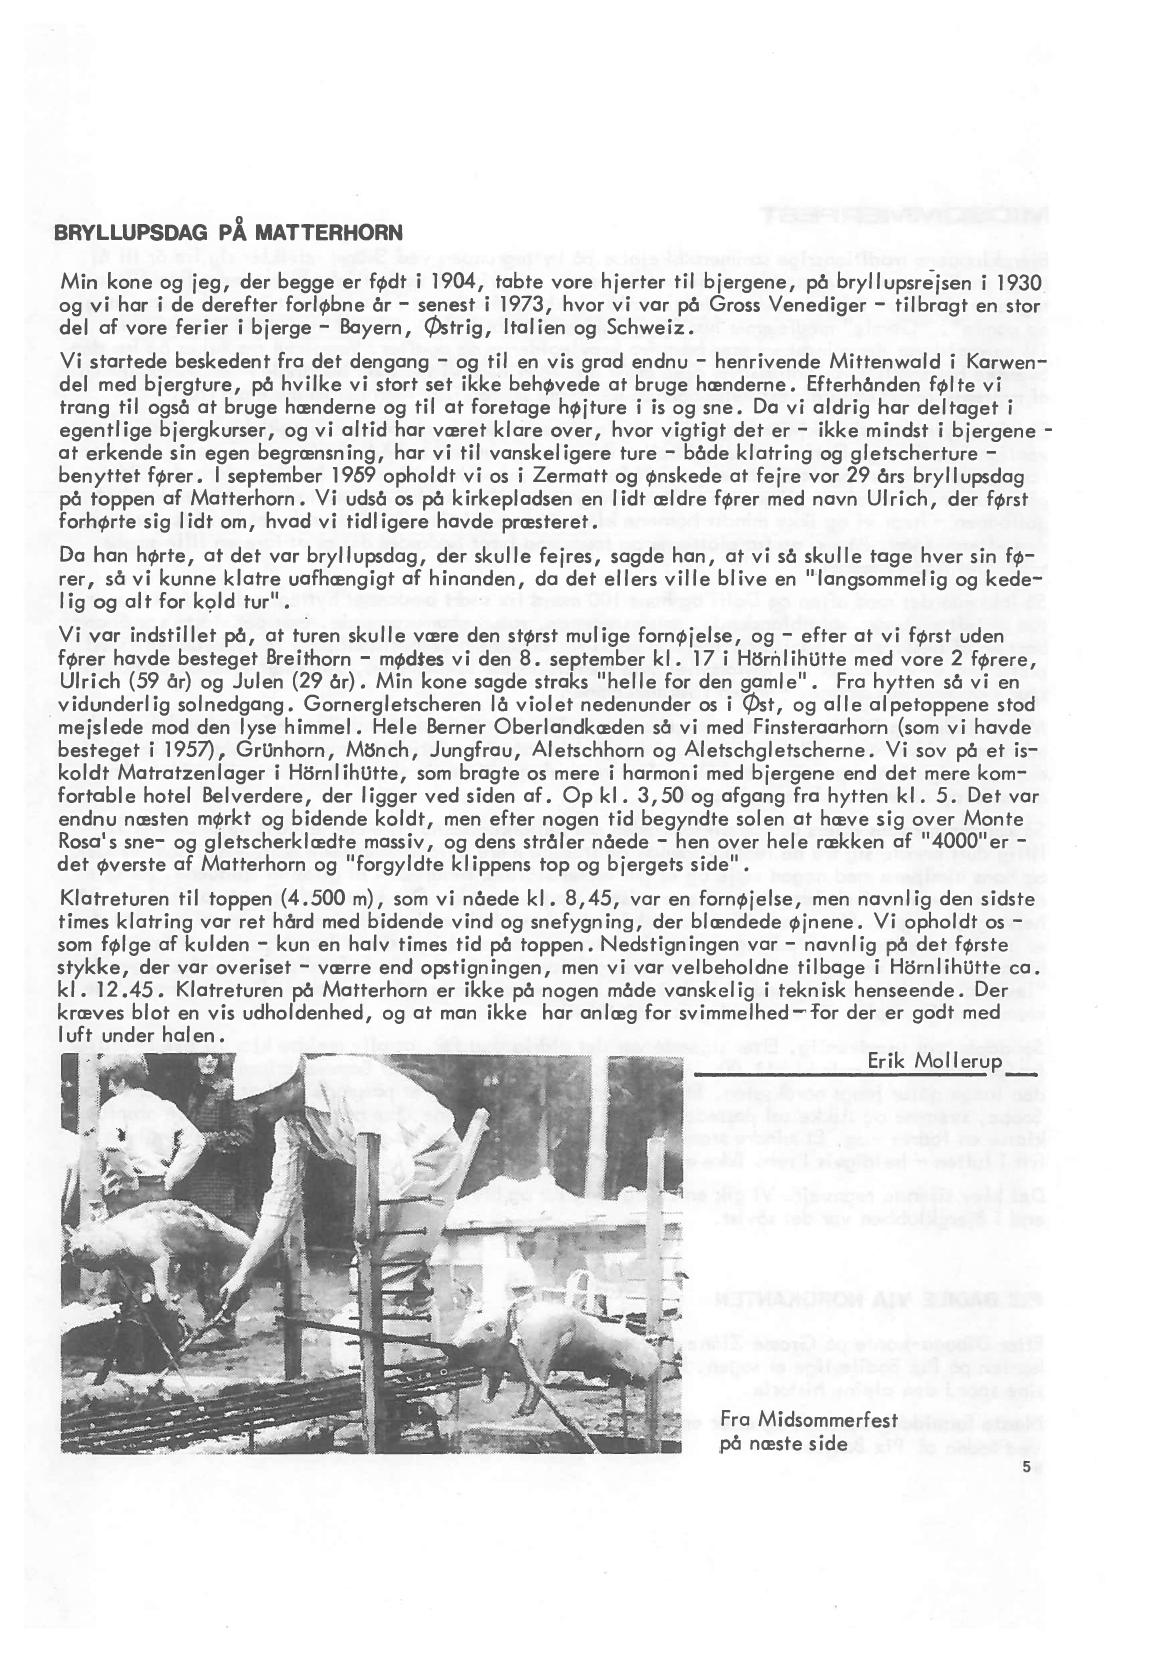 BRYLLUPSDAG PÅ MATTERHORN
Min kone og jeg, der begge er født i 1904, tabte vore hjerter til bjergene, på bryllupsrejsen i 1930
og vi har i de derefter forløbne år - senest i 1973, hvor vi var på Gross Venediger - tilbragt en stor
del af vore ferier i bjerge - Bayern, Østrig, Italien og Schweiz.
Vi startede beskedent fra det dengang - og til en vis grad endnu - henrivende Mittenwald i Karwen-
del med bjergture, på hvilke vi stort set ikke behøvede at bruge hænderne. Efterhånden følte vi
trang til også at bruge hænderne og til at foretage højture i is og sne. Da vi aldrig har deltaget i
egentlige bjergkurser, og vi altid har været klare over, hvor vigtigt det er - ikke mindst i bjergene -
at erkende sin egen begrænsning, har vi til vanskeligere ture - både klatring og gletscherture -
benyttet fører. I september 1959 opholdt vi os i Zermatt og ønskede at fejre vor 29 års bryllupsdag
på toppen af Matterhorn. Vi udså os på kirkepladsen en lidt ældre fører med navn Ulrich, der først
forhørte sig lidt om, hvad vi tidligere havde præsteret.
Da han hørte, at det var bryllupsdag, der skulle fejres, sagde han, at vi så skulle tage hver sin fø-
rer, så vi kunne klatre uafhængigt af hinanden, da det ellers ville blive en "langsommelig og kede-
lig og alt for kold tur".
Vi var indstillet på, at turen skulle være den størst mulige fornøjelse, og - efter at vi først uden
fører havde besteget Breithorn - mødtes vi den 8. september kl. 17 i Hörnlihütte med vore 2 førere,
Ulrich (59 år) og Julen (29 år). Min kone sagde straks "helle for den gamle". Fra hytten så vi en
vidunderlig solnedgang. Gornergletscheren lå violet nedenunder os i Øst, og alle alpetoppene stod
mejslede mod den lyse himmel. Hele Berner Oberlandkæden så vi med Finsteraarhorn (som vi havde
besteget i 1957), Grünhorn, Mönch, Jungfrau, Aletschhorn og Aletschgletscherne. Vi sov på et is-
koldt Matratzenlager i Hörnlihütte, som bragte os mere i harmoni med bjergene end det mere kom-
fortable hotel Belverdere, der ligger ved siden af. Op kl. 3,50 og afgang fra hytten kl. 5. Det var
endnu næsten mørkt og bidende koldt, men efter nogen tid begyndte solen at hæve sig over Monte
Rosa's sne- og gletscherklædte massiv, og dens stråler nåede - hen over hele rækken af "4000"er -
det øverste af Matterhorn og "forgyldte klippens top og bjergets side".
Klatreturen til toppen (4.500 m), som vi nåede kl. 8,45, var en fornøjelse, men navnlig den sidste
times klatring var ret hård med bidende vind og snefygning, der blændede øjnene. Vi opholdt os -
som følge af kulden - kun en halv times tid på toppen. Nedstigningen var - navnlig på det første
stykke, der var overiset - værre end opstigningen, men vi var velbeholdne tilbage i Hörnlihütte ca.
kl. 12.45. Klatreturen på Matterhorn er ikke på nogen måde vanskelig i teknisk henseende. Der
kræves blot en vis udholdenhed, og at man ikke har anlæg for svimmelhed - for der er godt med
luft under halen.
Erik Mollerup
Fra Midsommerfest
på næste side
5